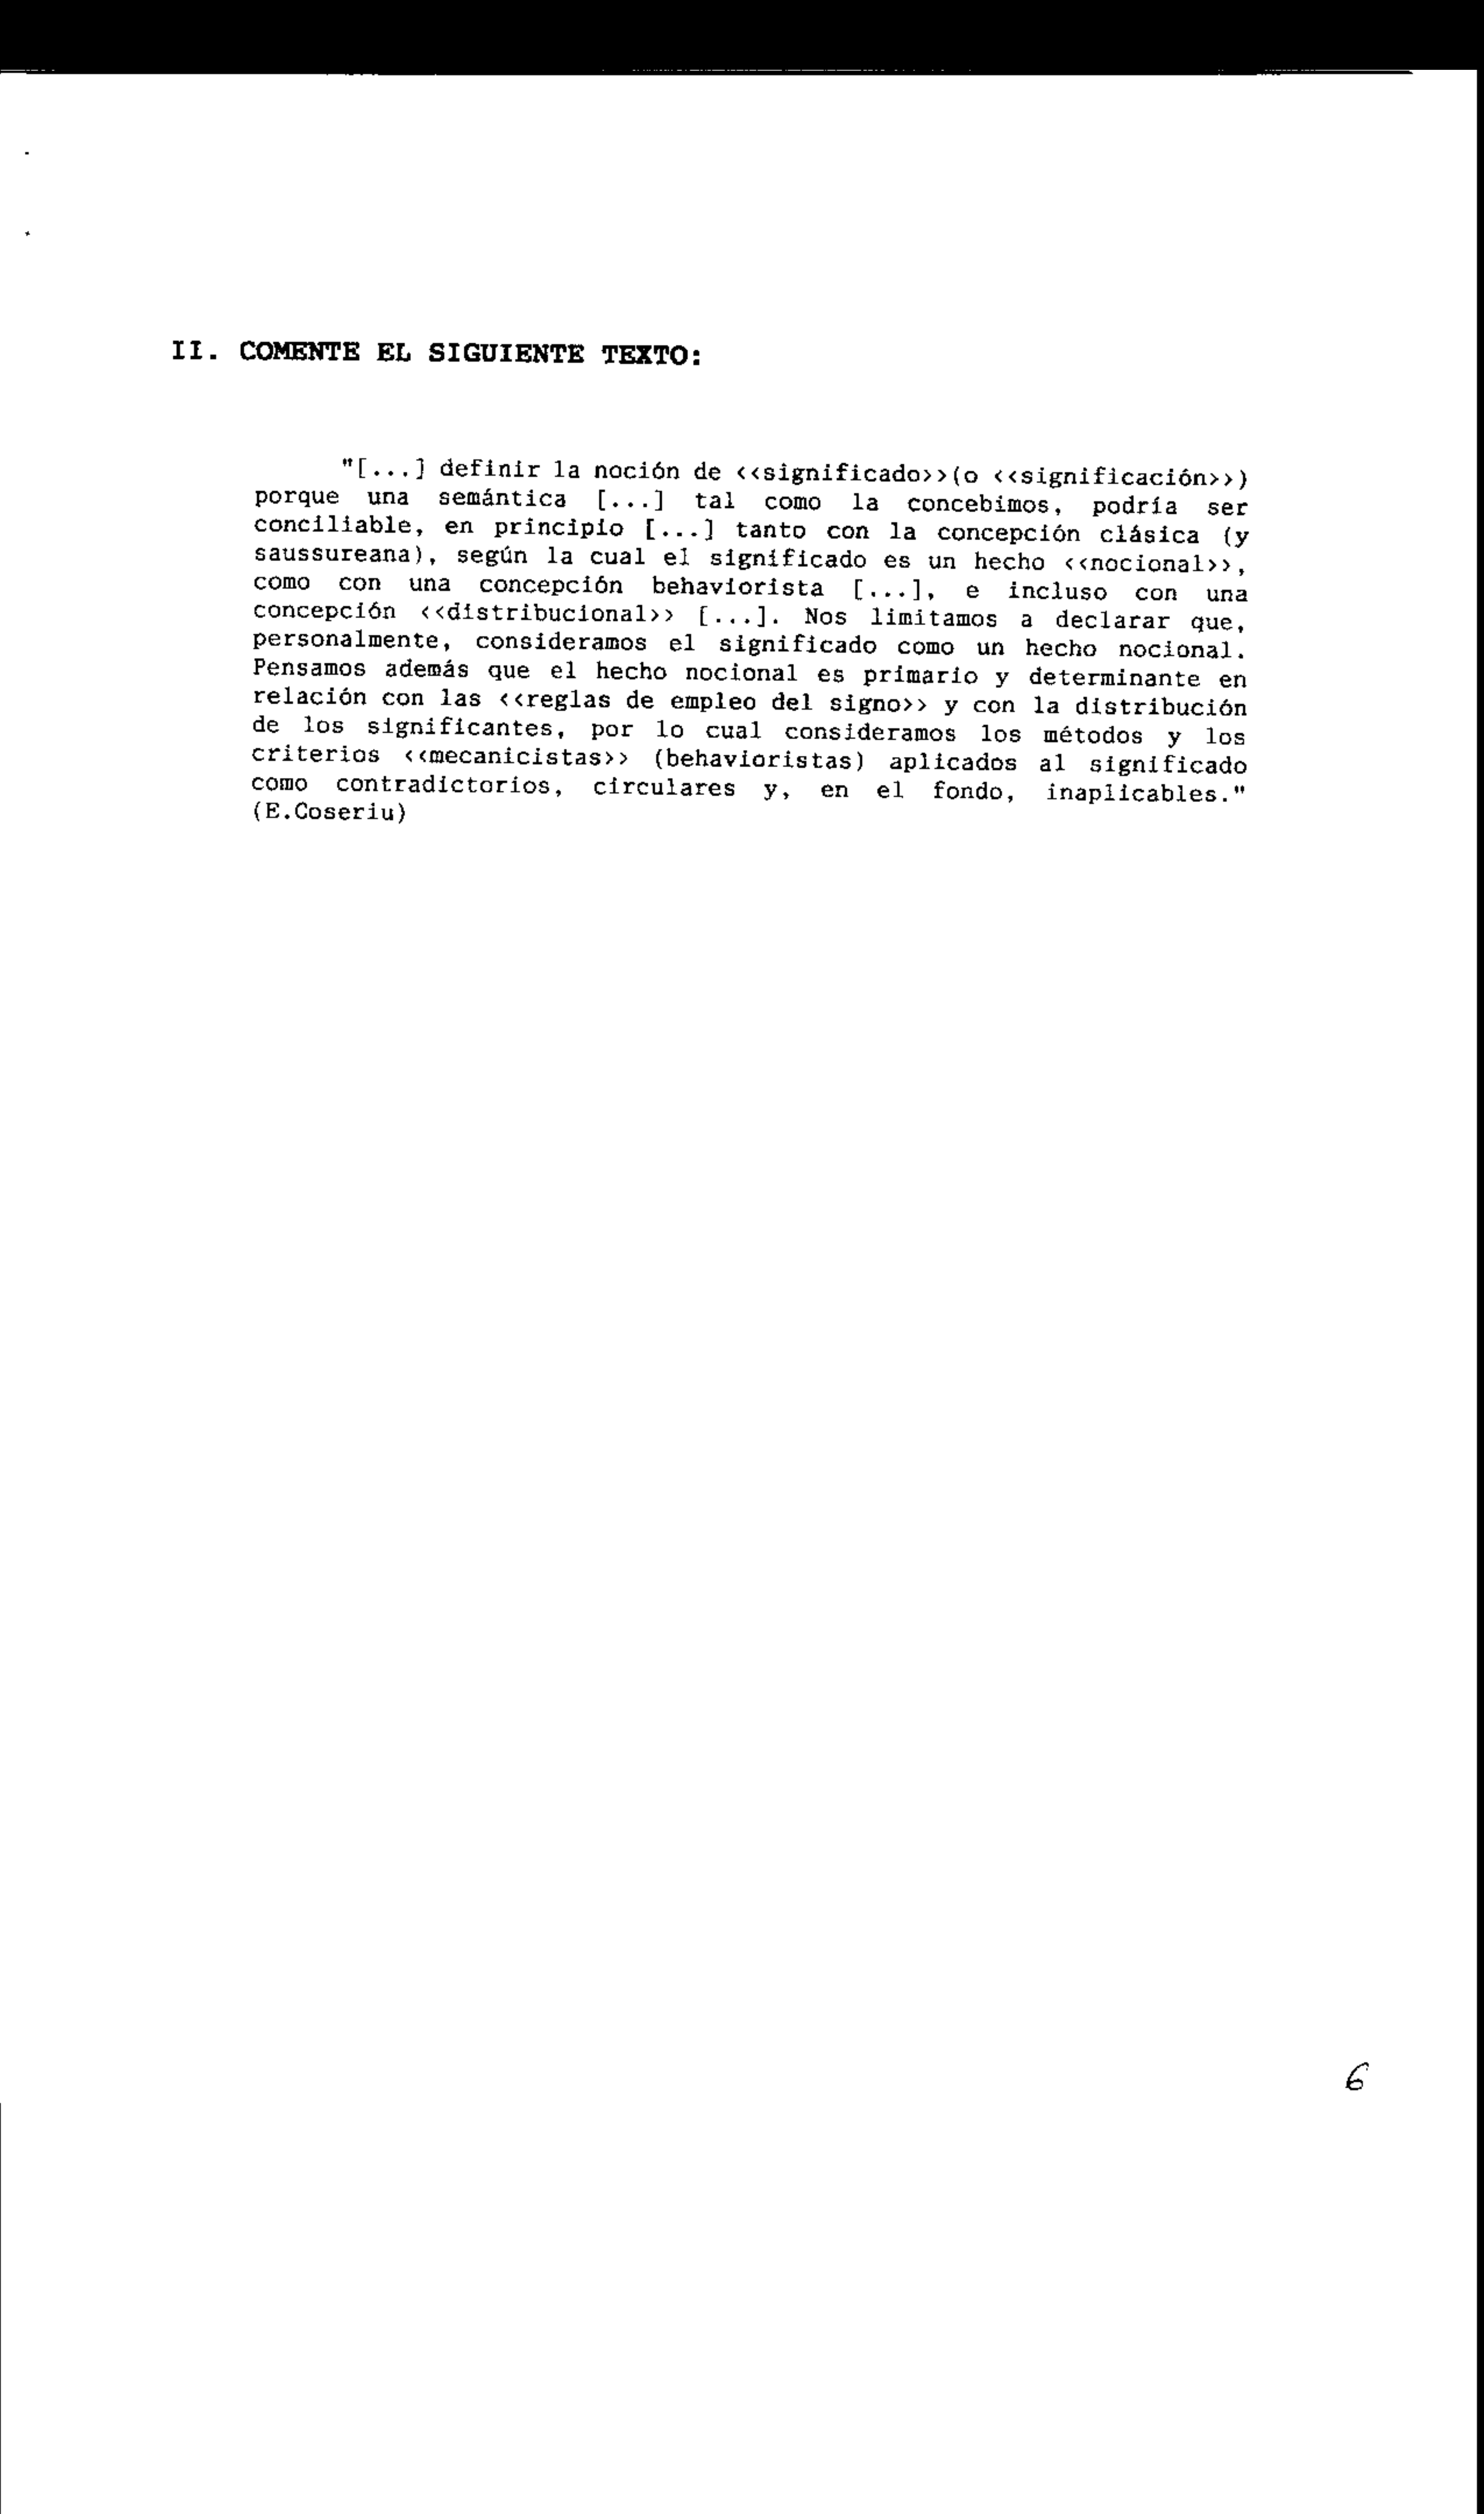 II. COMENTE EL SIGUIENTE TEXTO:
"[...] definir la noción de <<significado>>(o <<significación>>)
porque una semántica [...] tal como la concebimos, podría ser
conciliable, en principio [...] tanto con la concepción clásica (y
saussureana), según la cual el significado es un hecho <<nocional>>,
como con una concepción behaviorista [...], e incluso con una
concepción <<distribucional>> [...]. Nos limitamos a declarar que,
personalmente, consideramos el significado como un hecho nocional.
Pensamos además que el hecho nocional es primario y determinante en
relación con las <<reglas de empleo del signo>> y con la distribución
de los significantes, por lo cual consideramos los métodos y los
criterios <<mecanicistas>> (behavioristas) aplicados al significado
como contradictorios, circulares y, en el fondo, inaplicables."
(E.Coseriu)
6